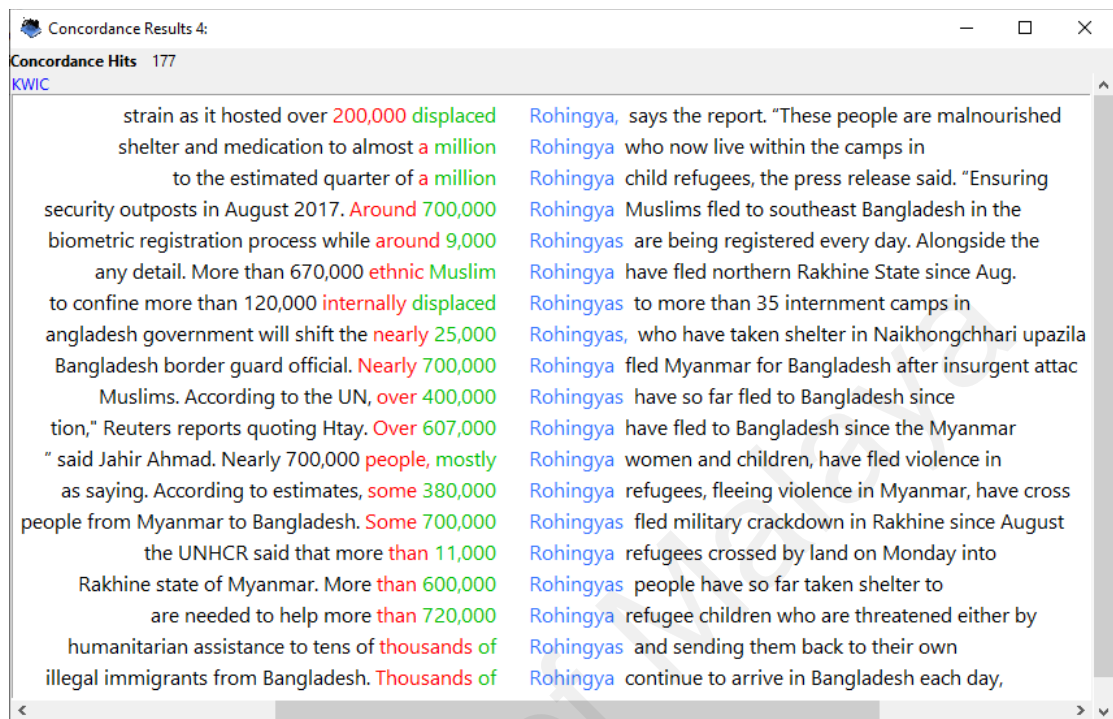 Concordance Results 4:
Concordance Hits 177
KWIC
strain as it hosted over 200,000 displaced Rohingya, says the report. “These people are malnourished
shelter and medication to almost a million Rohingya who now live within the camps in
to the estimated quarter of a million Rohingya child refugees, the press release said. “Ensuring
security outposts in August 2017. Around 700,000 Rohingya Muslims fled to southeast Bangladesh in the
biometric registration process while around 9,000 Rohingyas are being registered every day. Alongside the
any detail. More than 670,000 ethnic Muslim Rohingya have fled northern Rakhine State since Aug.
to confine more than 120,000 internally displaced Rohingyas to more than 35 internment camps in
angladesh government will shift the nearly 25,000 Rohingyas, who have taken shelter in Naikhongchhari upazila
Bangladesh border guard official. Nearly 700,000 Rohingya fled Myanmar for Bangladesh after insurgent attac
Muslims. According to the UN, over 400,000 Rohingyas have so far fled to Bangladesh since
tion," Reuters reports quoting Htay. Over 607,000 Rohingya have fled to Bangladesh since the Myanmar
” said Jahir Ahmad. Nearly 700,000 people, mostly Rohingya women and children, have fled violence in
as saying. According to estimates, some 380,000 Rohingya refugees, fleeing violence in Myanmar, have cross
people from Myanmar to Bangladesh. Some 700,000 Rohingyas fled military crackdown in Rakhine since August
the UNHCR said that more than 11,000 Rohingya refugees crossed by land on Monday into
Rakhine state of Myanmar. More than 600,000 Rohingyas people have so far taken shelter to
are needed to help more than 720,000 Rohingya refugee children who are threatened either by
humanitarian assistance to tens of thousands of Rohingyas and sending them back to their own
illegal immigrants from Bangladesh. Thousands of Rohingya continue to arrive in Bangladesh each day,
Malaya